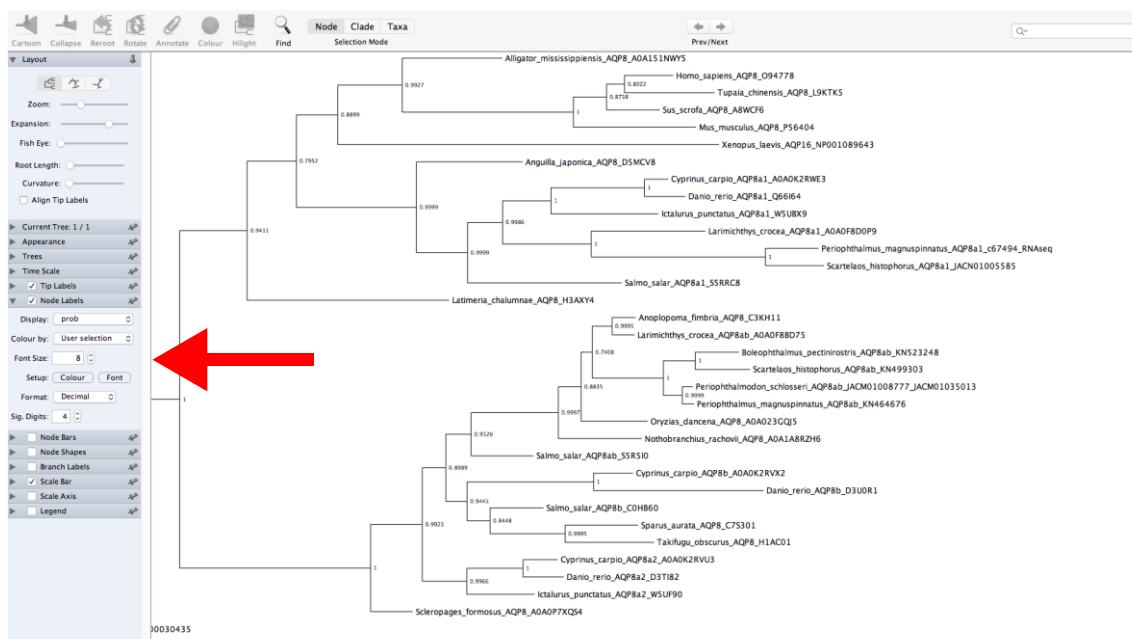 Cartoon Collapse Reroot Rotate Annotate Colour Hilight Find
Node Clade Taxa
Selection Mode
Prev/Next
Layout
Zoom:
Expansion:
Fish Eye:
Root Length:
Curvature:
Align Tip Labels
Current Tree: 1 / 1
Appearance
Trees
Time Scale
Tip Labels
Node Labels
Display: prob
Colour by: User selection
Font Size: 8
Setup: Colour Font
Format: Decimal
Sig. Digits: 4
Node Bars
Node Shapes
Branch Labels
Scale Bar
Scale Axis
Legend
Alligator_mississippiensis_AQP8_A0A151NWY5
0.9927
Homo_sapiens_AQP8_O94778
0.8022
Tupaia_chinensis_AQP8_L9KTK5
0.8738
Sus_scrofa_AQP8_A8WCF6
1
0.8899
Mus_musculus_AQP8_P56404
Xenopus_laevis_AQP16_NP001089643
0.7952
Anguilla_japonica_AQP8_D5MCV8
Cyprinus_carpio_AQP8a1_A0A0K2RWE3
1
Danio_rerio_AQP8a1_Q66I64
1
0.9999
Ictalurus_punctatus_AQP8a1_W5UBX9
0.9986
0.9411
Larimichthys_crocea_AQP8a1_A0A0F8D0P9
Periophthalmus_magnuspinnatus_AQP8a1_c67494_RNAseq
0.9999
1
1
Scartelaos_histophorus_AQP8a1_JACN01005585
Salmo_salar_AQP8a1_S5RRC8
Latimeria_chalumnae_AQP8_H3AXY4
Anoplopoma_fimbria_AQP8_C3KH11
0.9995
Larimichthys_crocea_AQP8ab_A0A0F8BD75
0.7408
Boleophthalmus_pectinirostris_AQP8ab_KN523248
1
Scartelaos_histophorus_AQP8ab_KN499303
1
0.8835
Periophthalmodon_schlosseri_AQP8ab_JACM01008777_JACM01035013
0.9999
Periophthalmus_magnuspinnatus_AQP8ab_KN464676
1
0.9997
Oryzias_dancena_AQP8_A0A023GQJ5
0.9526
Nothobranchius_rachovii_AQP8_A0A1A8RZH6
Salmo_salar_AQP8ab_S5R5I0
0.8989
Cyprinus_carpio_AQP8b_A0A0K2RVX2
1
Danio_rerio_AQP8b_D3U0R1
0.9445
Salmo_salar_AQP8b_C0HB60
0.8448
0.9923
Sparus_aurata_AQP8_C7S301
0.9995
Takifugu_obscurus_AQP8_H1AC01
Cyprinus_carpio_AQP8a2_A0A0K2RVU3
1
1
Danio_rerio_AQP8a2_D3TI82
0.9966
Ictalurus_punctatus_AQP8a2_W5UF90
Scleropages_formosus_AQP8_A0A0P7XQS4
00030435